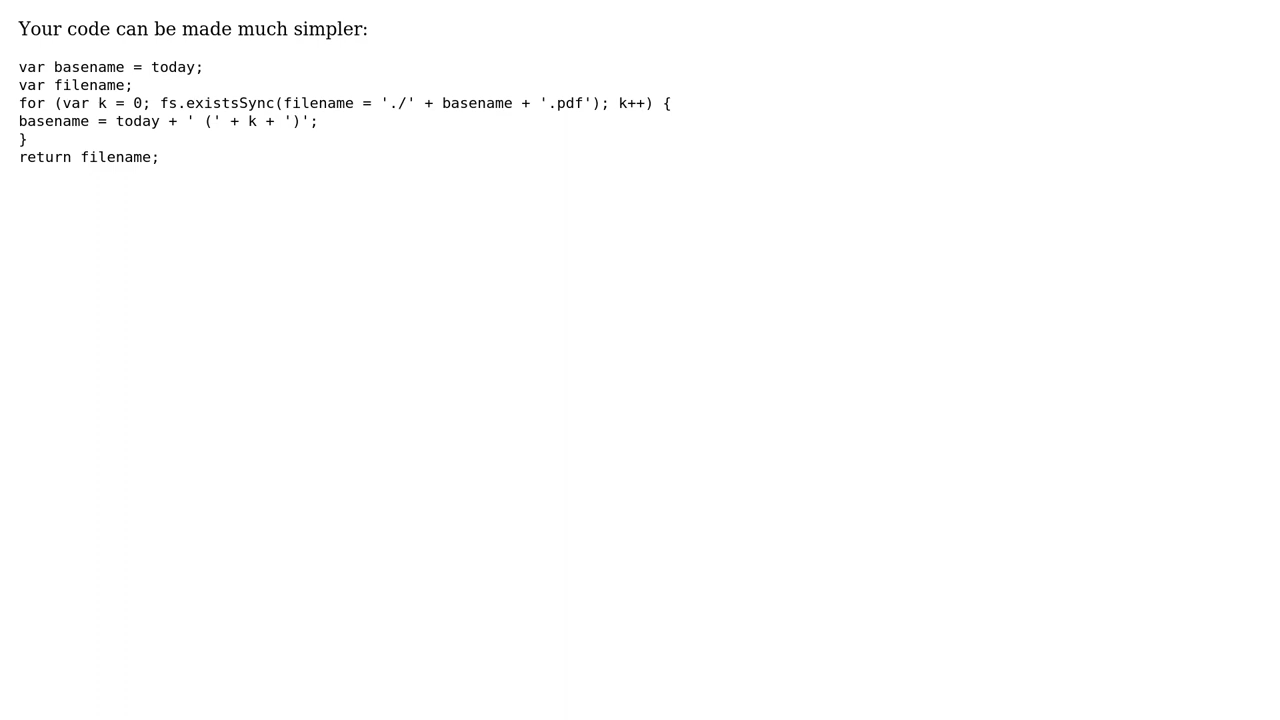 Your code can be made much simpler:
var basename = today;
var filename;
for (var k = 0; fs.existsSync(filename = './' + basename + '.pdf'); k++) {
basename = today + ' (' + k + ')';
}
return filename;